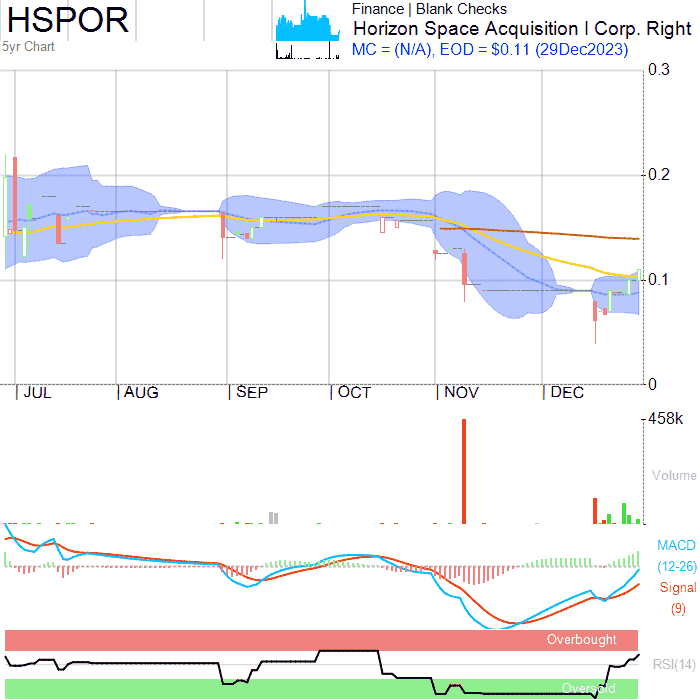 HSPOR
5yr Chart
Finance | Blank Checks
Horizon Space Acquisition I Corp. Right
MC = (N/A), EOD = $0.11 (29Dec2023)
0.3
0.2
0.1
0
JUL AUG SEP OCT NOV DEC
458k
Volume
MACD
(12-26)
Signal
(9)
Overbought
RSI(14)
Oversold